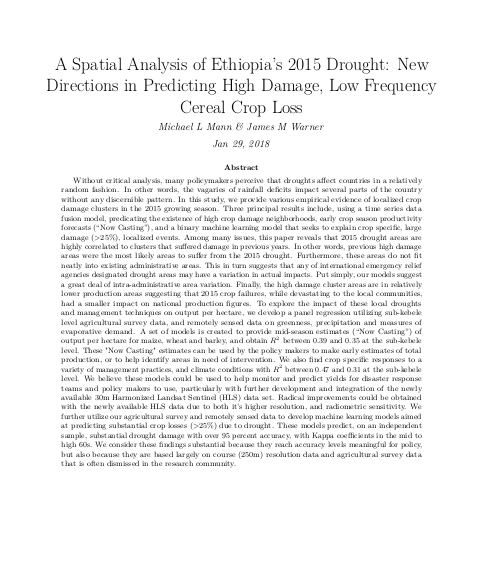 A Spatial Analysis of Ethiopia's 2015 Drought: New
Directions in Predicting High Damage, Low Frequency
Cereal Crop Loss
Michael L Mann & James M Warner
Jan 29, 2018
Abstract
Without critical analysis, many policymakers perceive that droughts affect countries in a relatively
random fashion. In other words, the vagaries of rainfall deficits impact several parts of the country
without any discernible pattern. In this study, we provide various empirical evidence of localized crop
damage clusters in the 2015 growing season. Three principal results include, using a time series data
fusion model, predicating the existence of high crop damage neighborhoods, early crop season productivity
forecasts ("Now Casting"), and a binary machine learning model that seeks to explain crop specific, large
damage (>25%), localized events. Among many issues, this paper reveals that 2015 drought areas are
highly correlated to clusters that suffered damage in previous years. In other words, previous high damage
areas were the most likely areas to suffer from the 2015 drought. Furthermore, these areas do not fit
neatly into existing administrative areas. This in turn suggests that any of international emergency relief
agencies designated drought areas may have a variation in actual impacts. Put simply, our models suggest
a great deal of intra-administrative area variation. Finally, the high damage cluster areas are in relatively
lower production areas suggesting that 2015 crop failures, while devastating to the local communities,
had a smaller impact on national production figures. To explore the impact of these local droughts
and management techniques on output per hectare, we develop a panel regression utilizing sub-kebele
level agricultural survey data, and remotely sensed data on greenness, precipitation and measures of
evaporative demand. A set of models is created to provide mid-season estimates ("Now Casting") of
output per hectare for maize, wheat and barley, and obtain R² between 0.39 and 0.35 at the sub-kebele
level. These "Now Casting" estimates can be used by the policy makers to make early estimates of total
production, or to help identify areas in need of intervention. We also find crop specific responses to a
variety of management practices, and climate conditions with R² between 0.47 and 0.31 at the sub-kebele
level. We believe these models could be used to help monitor and predict yields for disaster response
teams and policy makers to use, particularly with further development and integration of the newly
available 30m Harmonized Landsat Sentinel (HLS) data set. Radical improvements could be obtained
with the newly available HLS data due to both it's higher resolution, and radiometric sensitivity. We
further utilize our agricultural survey and remotely sensed data to develop machine learning models aimed
at predicting substantial crop losses (>25%) due to drought. These models predict, on an independent
sample, substantial drought damage with over 95 percent accuracy, with Kappa coefficients in the mid to
high 60s. We consider these findings substantial because they reach accuracy levels meaningful for policy,
but also because they are based largely on course (250m) resolution data and agricultural survey data
that is often dismissed in the research community.